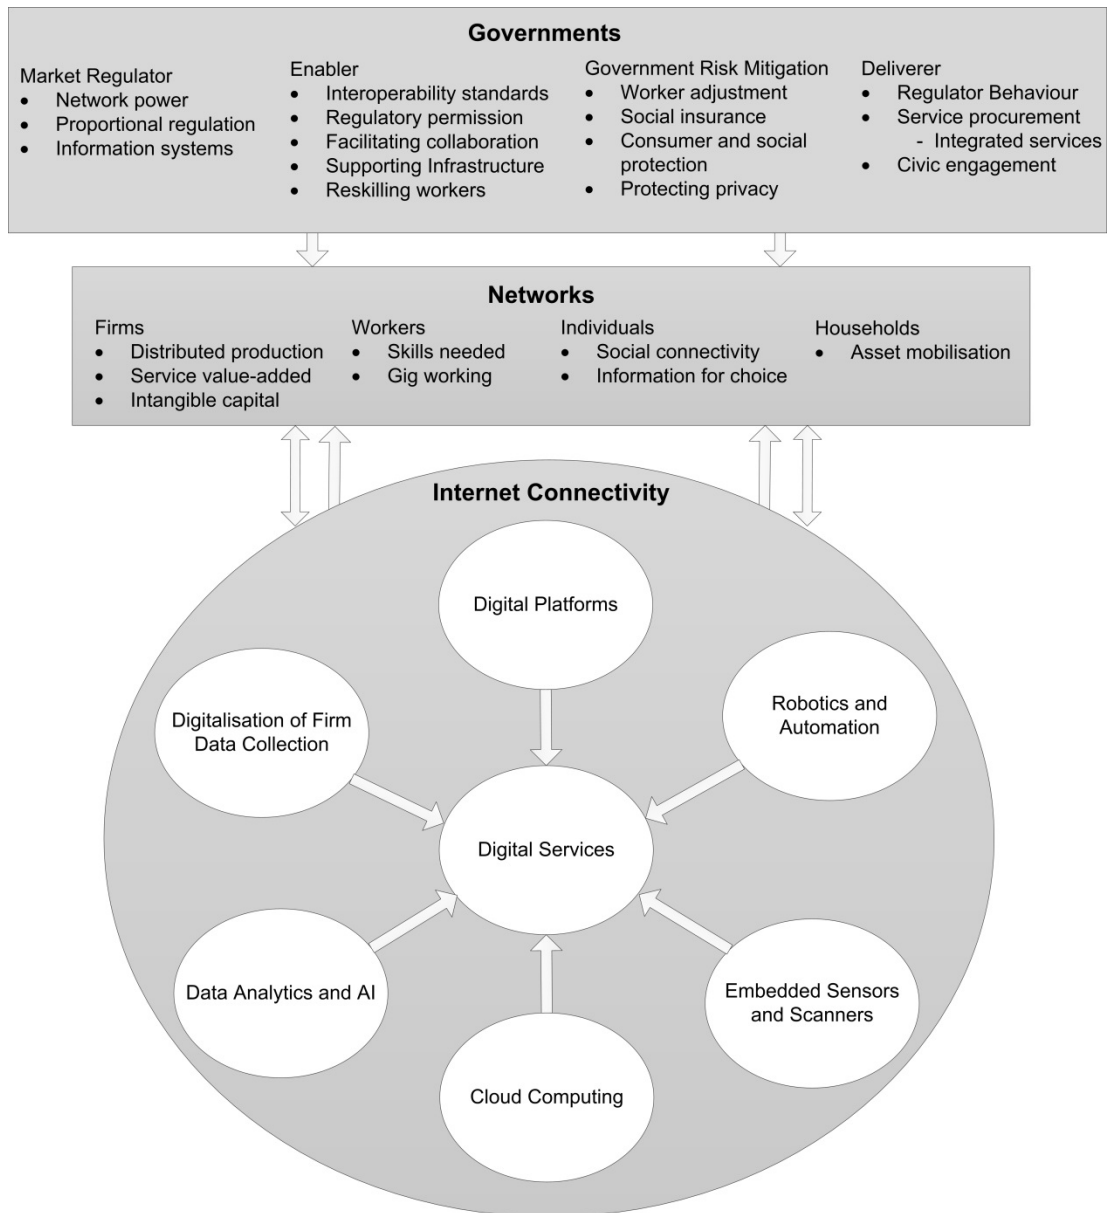 Governments
Market Regulator
• Network power
• Proportional regulation
• Information systems
Enabler
• Interoperability standards
• Regulatory permission
• Facilitating collaboration
• Supporting Infrastructure
• Reskilling workers
Government Risk Mitigation
• Worker adjustment
• Social insurance
• Consumer and social
protection
• Protecting privacy
Deliverer
• Regulator Behaviour
• Service procurement
- Integrated services
• Civic engagement
Networks
Firms
• Distributed production
• Service value-added
• Intangible capital
Workers
• Skills needed
• Gig working
Individuals
• Social connectivity
• Information for choice
Households
• Asset mobilisation
Internet Connectivity
Digital Platforms
Digitalisation of Firm
Data Collection
Robotics and
Automation
Digital Services
Data Analytics and AI
Embedded Sensors
and Scanners
Cloud Computing